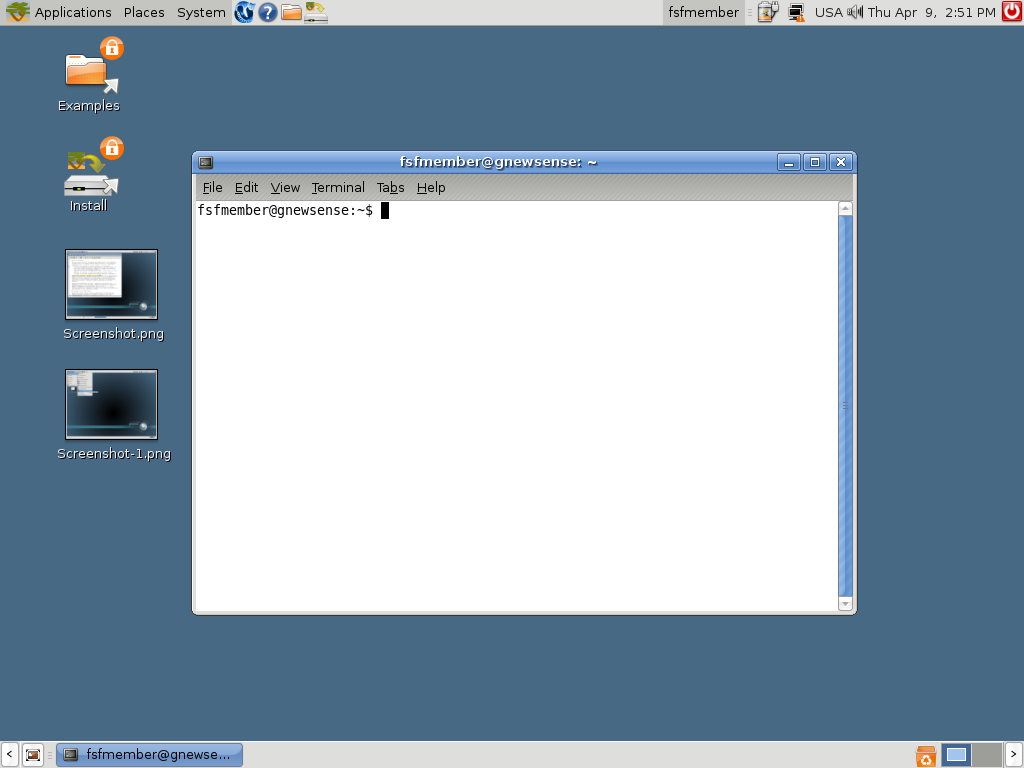 Applications Places System ? fsfmember USA Thu Apr 9, 2:51 PM
Examples
Install
Screenshot.png
Screenshot-1.png
fsfmember@gnewsense: ~
File Edit View Terminal Tabs Help
fsfmember@gnewsense:~$
< fsfmember@gnewse... >